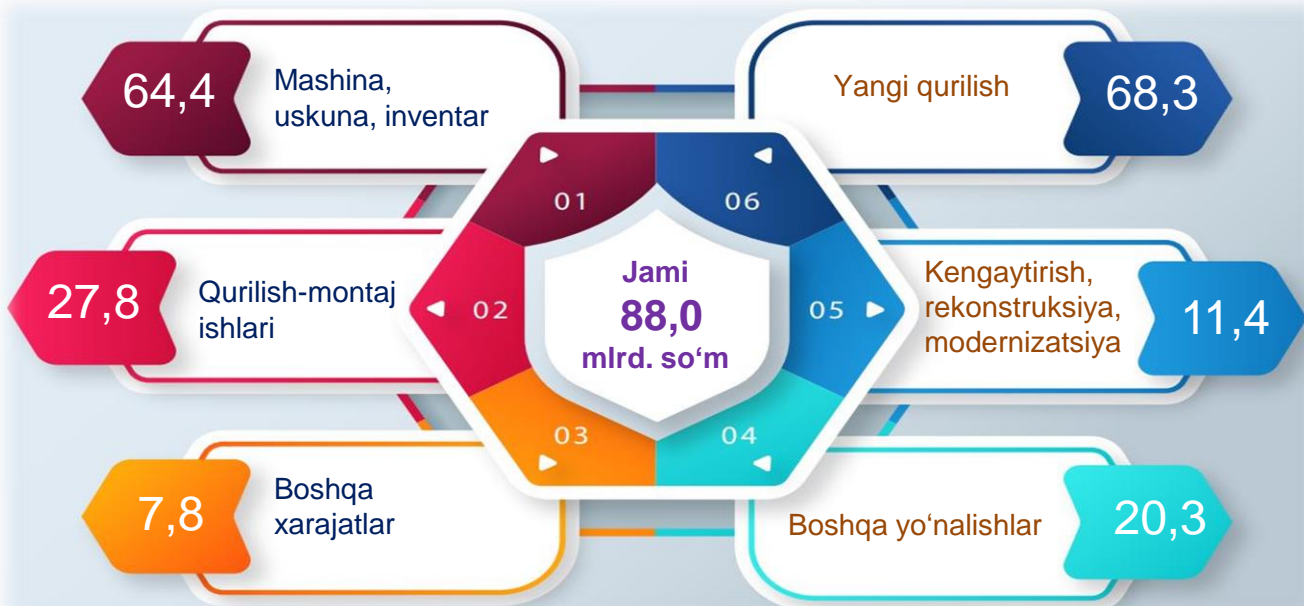 64,4
Mashina,
uskuna, inventar
27,8
Qurilish-montaj
ishlari
7,8
Boshqa
xarajatlar
01
02
03
Jami
88,0
mlrd. so‘m
06
05
04
Yangi qurilish
68,3
Kengaytirish,
rekonstruksiya,
modernizatsiya
11,4
Boshqa yo‘nalishlar
20,3